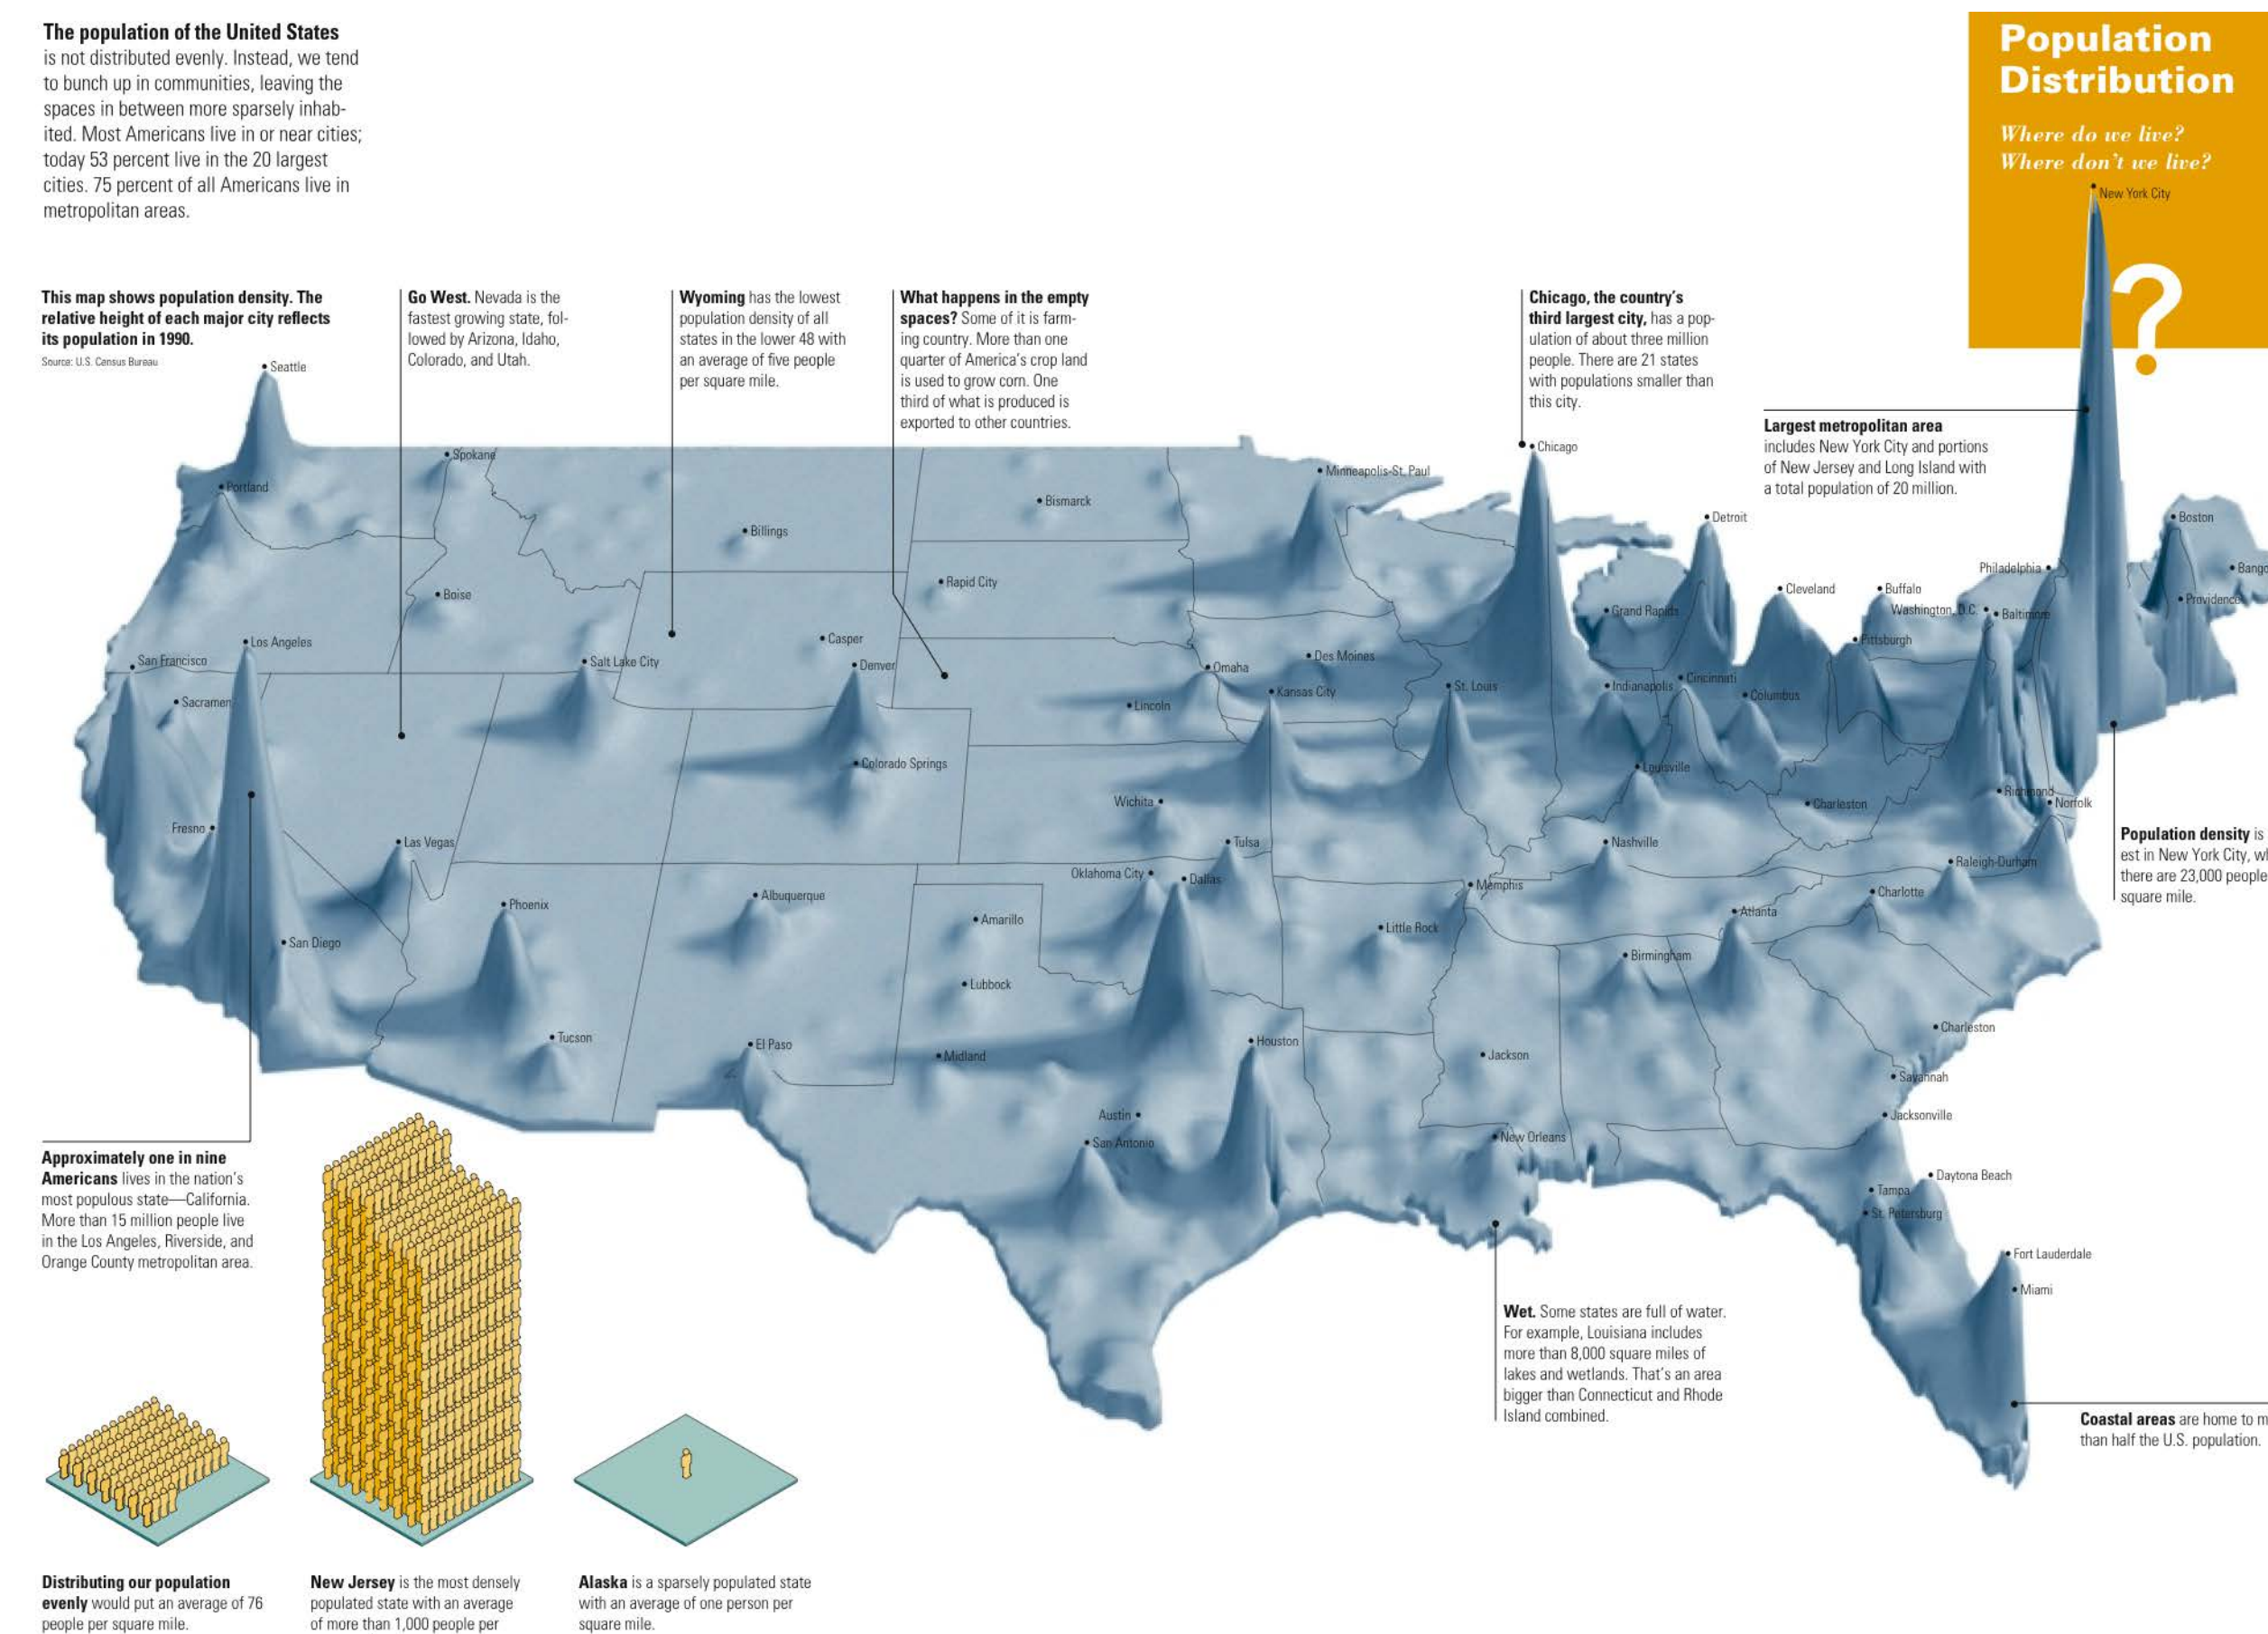 The population of the United States
is not distributed evenly. Instead, we tend
to bunch up in communities, leaving the
spaces in between more sparsely inhab-
ited. Most Americans live in or near cities;
today 53 percent live in the 20 largest
cities. 75 percent of all Americans live in
metropolitan areas.
Population
Distribution
Where do we live?
Where don't we live?
?
This map shows population density. The
relative height of each major city reflects
its population in 1990.
Source: U.S. Census Bureau
Go West. Nevada is the
fastest growing state, fol-
lowed by Arizona, Idaho,
Colorado, and Utah.
Wyoming has the lowest
population density of all
states in the lower 48 with
an average of five people
per square mile.
What happens in the empty
spaces? Some of it is farm-
ing country. More than one
quarter of America's crop land
is used to grow corn. One
third of what is produced is
exported to other countries.
Chicago, the country's
third largest city, has a pop-
ulation of about three million
people. There are 21 states
with populations smaller than
this city.
Largest metropolitan area
includes New York City and portions
of New Jersey and Long Island with
a total population of 20 million.
New York City
Seattle
Spokane
Portland
Chicago
Minneapolis-St. Paul
Bismarck
Detroit
Boston
Billings
Philadelphia
Bango
Rapid City
Boise
Cleveland
Buffalo
Providence
Grand Rapids
Washington, D.C.
Baltimore
Los Angeles
Casper
Pittsburgh
San Francisco
Salt Lake City
Denver
Omaha
Des Moines
Sacramen
Lincoln
Kansas City
St. Louis
Indianapolis
Cincinnati
Columbus
Colorado Springs
Louisville
Wichita
Charleston
Richmond
Norfolk
Fresno
Las Vegas
Tulsa
Nashville
Raleigh-Durham
Oklahoma City
Dallas
Memphis
Charlotte
Phoenix
Albuquerque
Amarillo
Little Rock
Atlanta
San Diego
Birmingham
Lubbock
Tucson
El Paso
Midland
Houston
Jackson
Charleston
Savannah
Austin
Jacksonville
San Antonio
New Orleans
Daytona Beach
Tampa
St. Petersburg
Fort Lauderdale
Miami
Population density is
est in New York City, wh
there are 23,000 people
square mile.
Approximately one in nine
Americans lives in the nation's
most populous state—California.
More than 15 million people live
in the Los Angeles, Riverside, and
Orange County metropolitan area.
Wet. Some states are full of water.
For example, Louisiana includes
more than 8,000 square miles of
lakes and wetlands. That's an area
bigger than Connecticut and Rhode
Island combined.
Coastal areas are home to m
than half the U.S. population.
Distributing our population
evenly would put an average of 76
people per square mile.
New Jersey is the most densely
populated state with an average
of more than 1,000 people per
Alaska is a sparsely populated state
with an average of one person per
square mile.